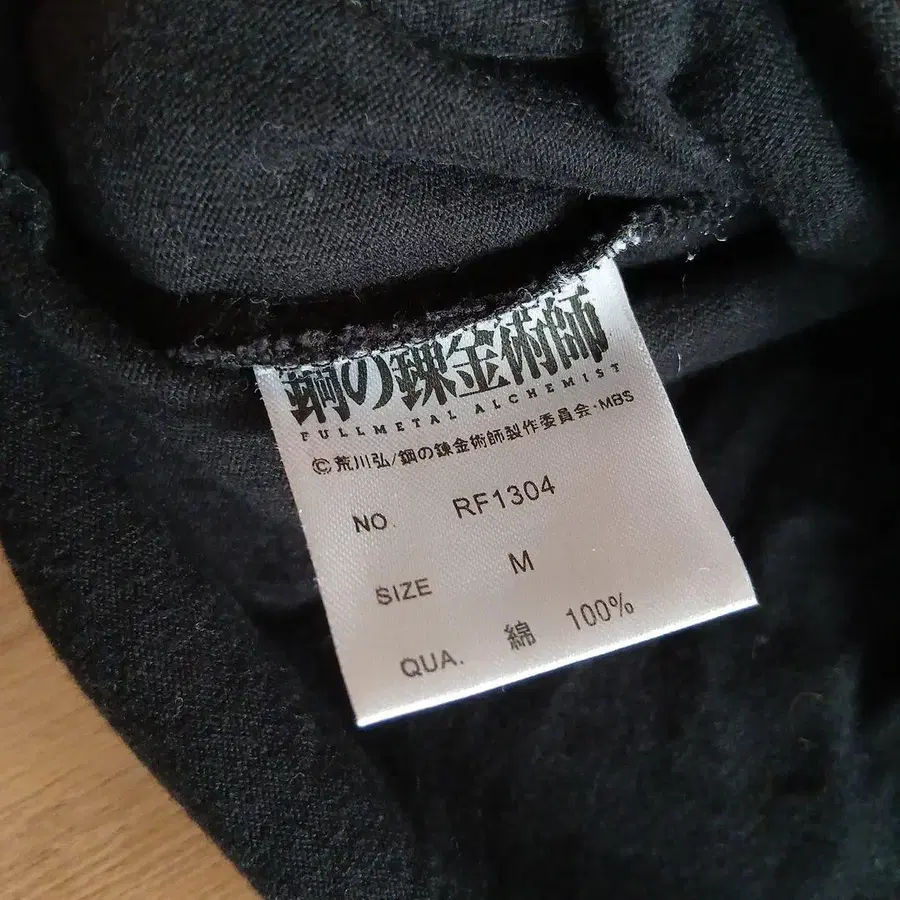 鋼の錬金術師
FULLMETAL ALCHEMIST
©荒川弘/鋼の錬金術師製作委員会・MBS
NO. RF1304
SIZE M
QUA. 綿 100%